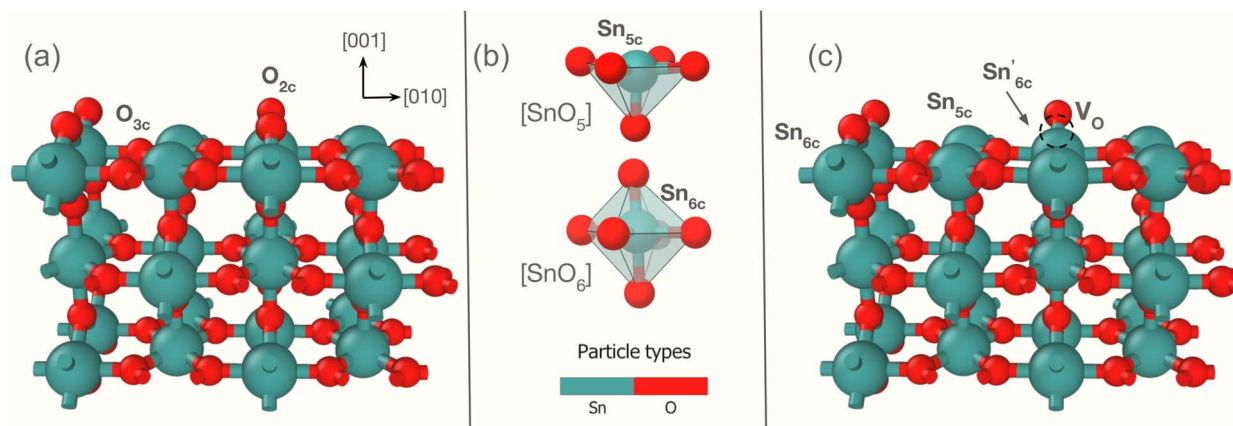 (a)
[001]
[010]
O2c
O3c
(b)
Sn5c
[SnO5]
Sn6c
[SnO6]
Particle types
Sn O
(c)
Sn'6c
Sn5c
VO
Sn6c